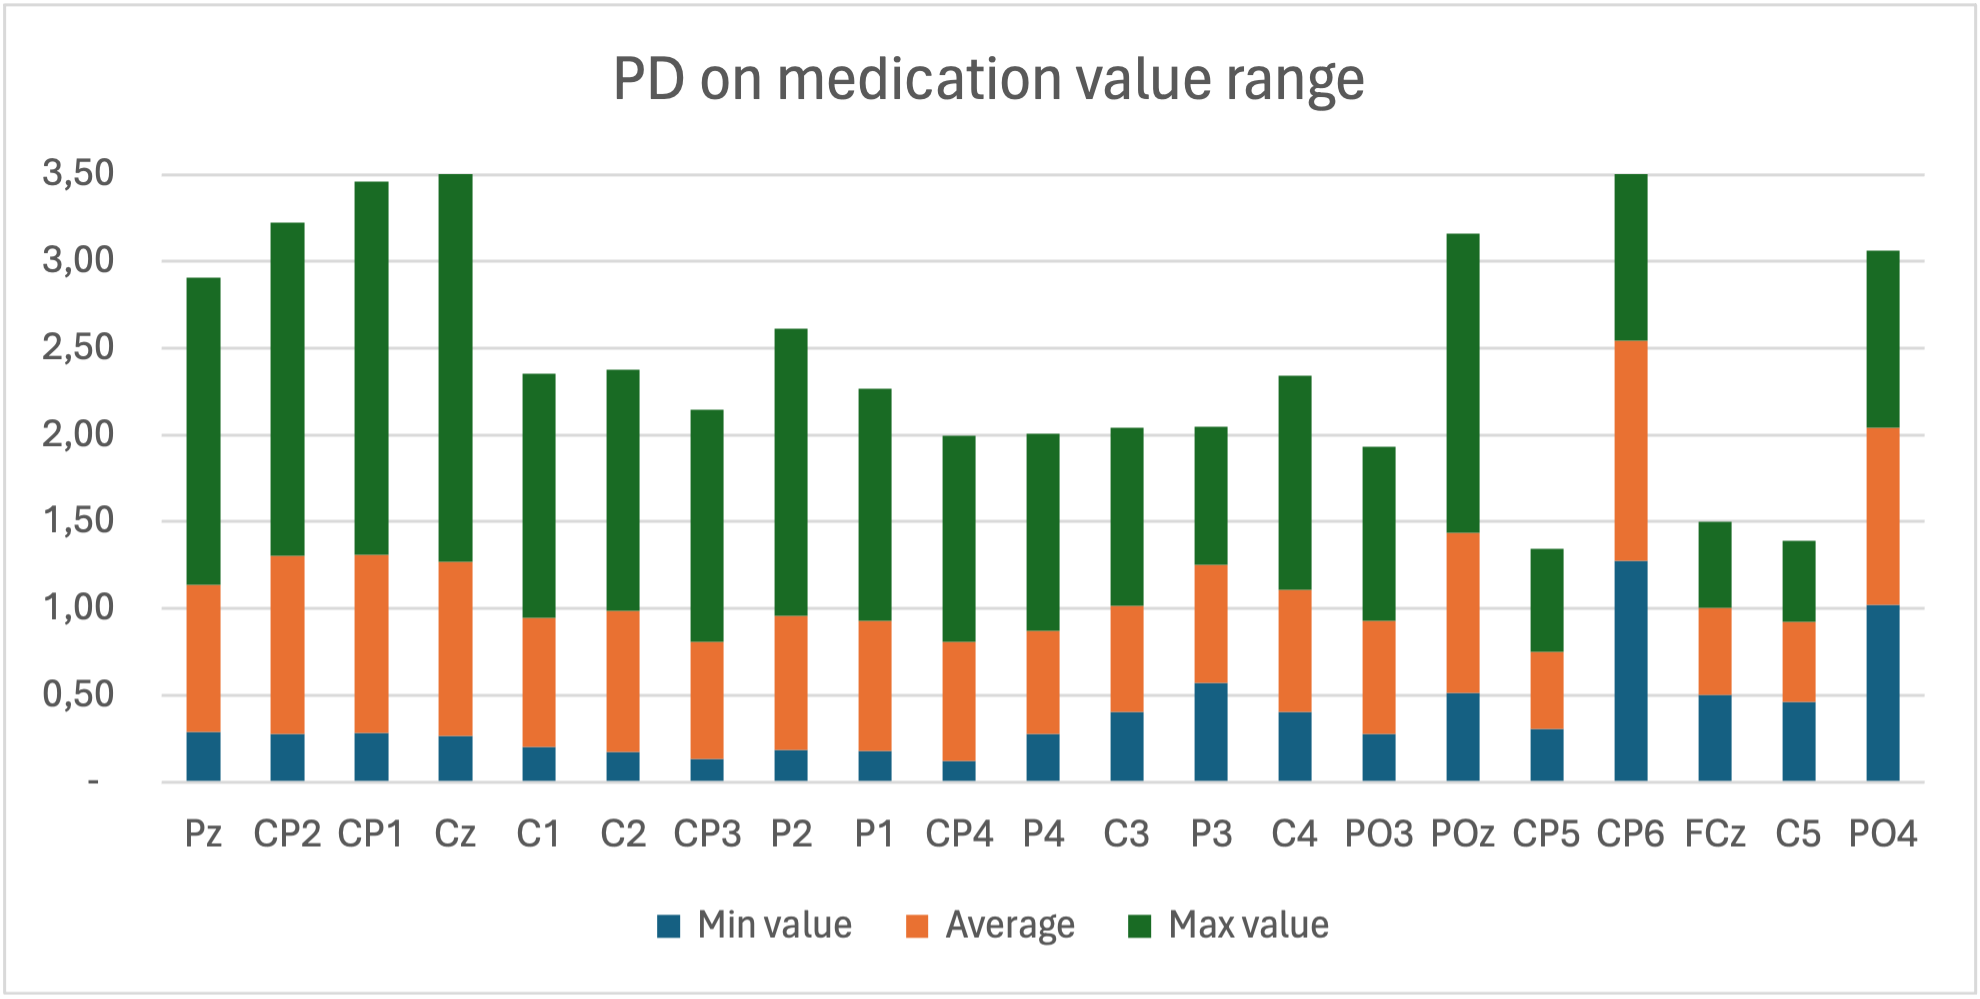 PD on medication value range
3,50
3,00
2,50
2,00
1,50
1,00
0,50
-
Pz CP2 CP1 Cz C1 C2 CP3 P2 P1 CP4 P4 C3 P3 C4 PO3 POz CP5 CP6 FCz C5 PO4
Min value Average Max value